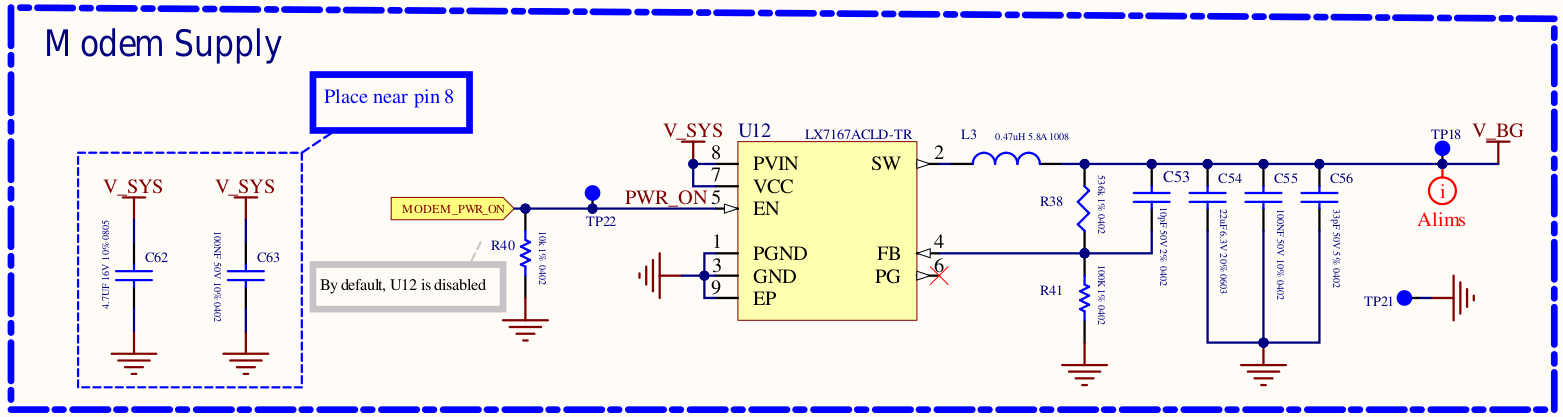 Modem Supply
Place near pin 8
V_SYS
V_SYS
4.7UF 16V 10% 0805
C62
100NF 50V 10% 0402
C63
MODEM_PWR_ON
R40
10k 1% 0402
By default, U12 is disabled
TP22
PWR_ON
V_SYS
U12
LX7167ACLD-TR
8 PVIN
7 VCC
5 EN
1 PGND
3 GND
9 EP
SW 2
FB 4
PG 6
L3
0.47uH 5.8A 1008
R38
536k 1% 0402
R41
100K 1% 0402
C53
10pF 50V 2% 0402
C54
22uF 6.3V 20% 0603
C55
100NF 50V 10% 0402
C56
33pF 50V 5% 0402
TP18
V_BG
i
Alims
TP21